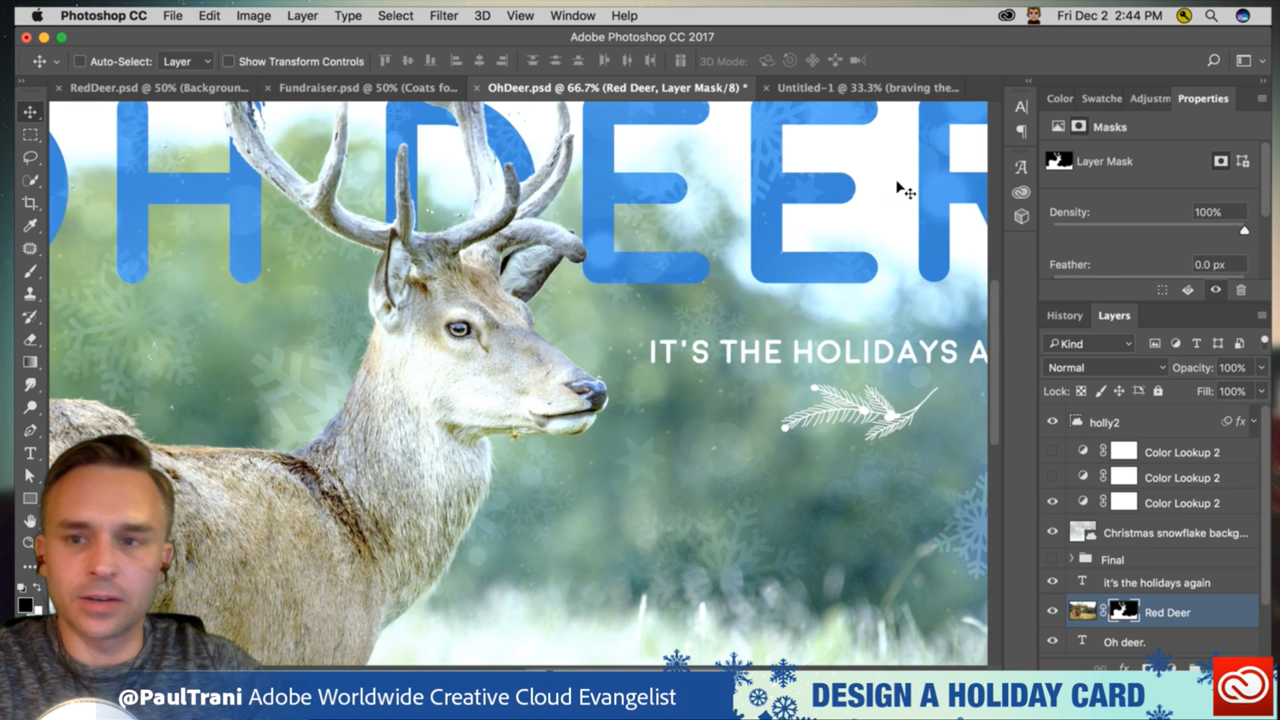 Photoshop CC File Edit Image Layer Type Select Filter 3D View Window Help Fri Dec 2 2:44 PM
Adobe Photoshop CC 2017
Auto-Select: Layer Show Transform Controls 3D Mode:
RedDeer.psd @ 50% (Backgroun... Fundraiser.psd @ 50% (Coats fo... OhDeer.psd @ 66.7% (Red Deer, Layer Mask/8) * Untitled-1 @ 33.3% (braving the...
OH DEER
IT'S THE HOLIDAYS A
Color Swatche Adjustm Properties
Masks
Layer Mask
Density: 100%
Feather: 0.0 px
History Layers
Kind
Normal Opacity: 100%
Lock: Fill: 100%
holly2 fx
Color Lookup 2
Color Lookup 2
Color Lookup 2
Christmas snowflake backg...
Final
it's the holidays again
Red Deer
Oh deer.
@PaulTrani Adobe Worldwide Creative Cloud Evangelist
DESIGN A HOLIDAY CARD